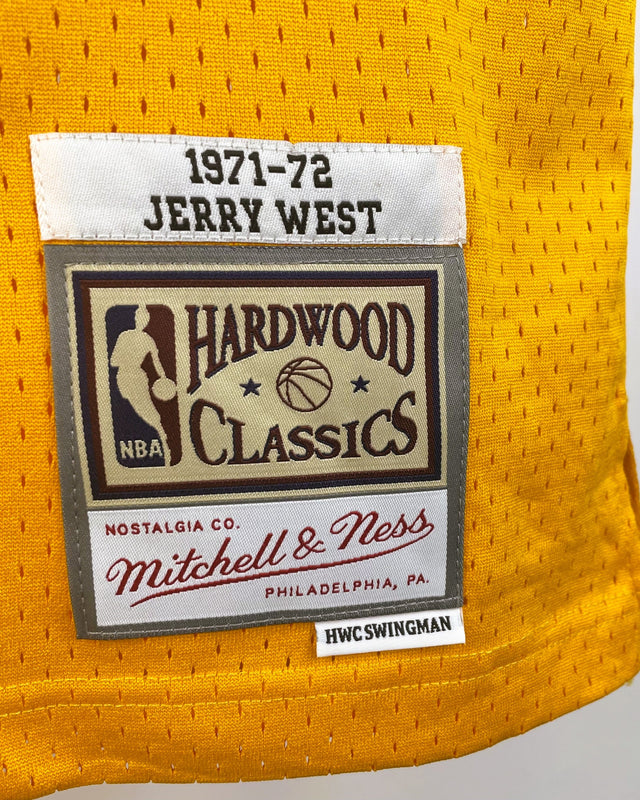 1971-72
JERRY WEST
HARDWOOD
CLASSICS
NBA
NOSTALGIA CO.
Mitchell & Ness
PHILADELPHIA, PA.
HWC SWINGMAN